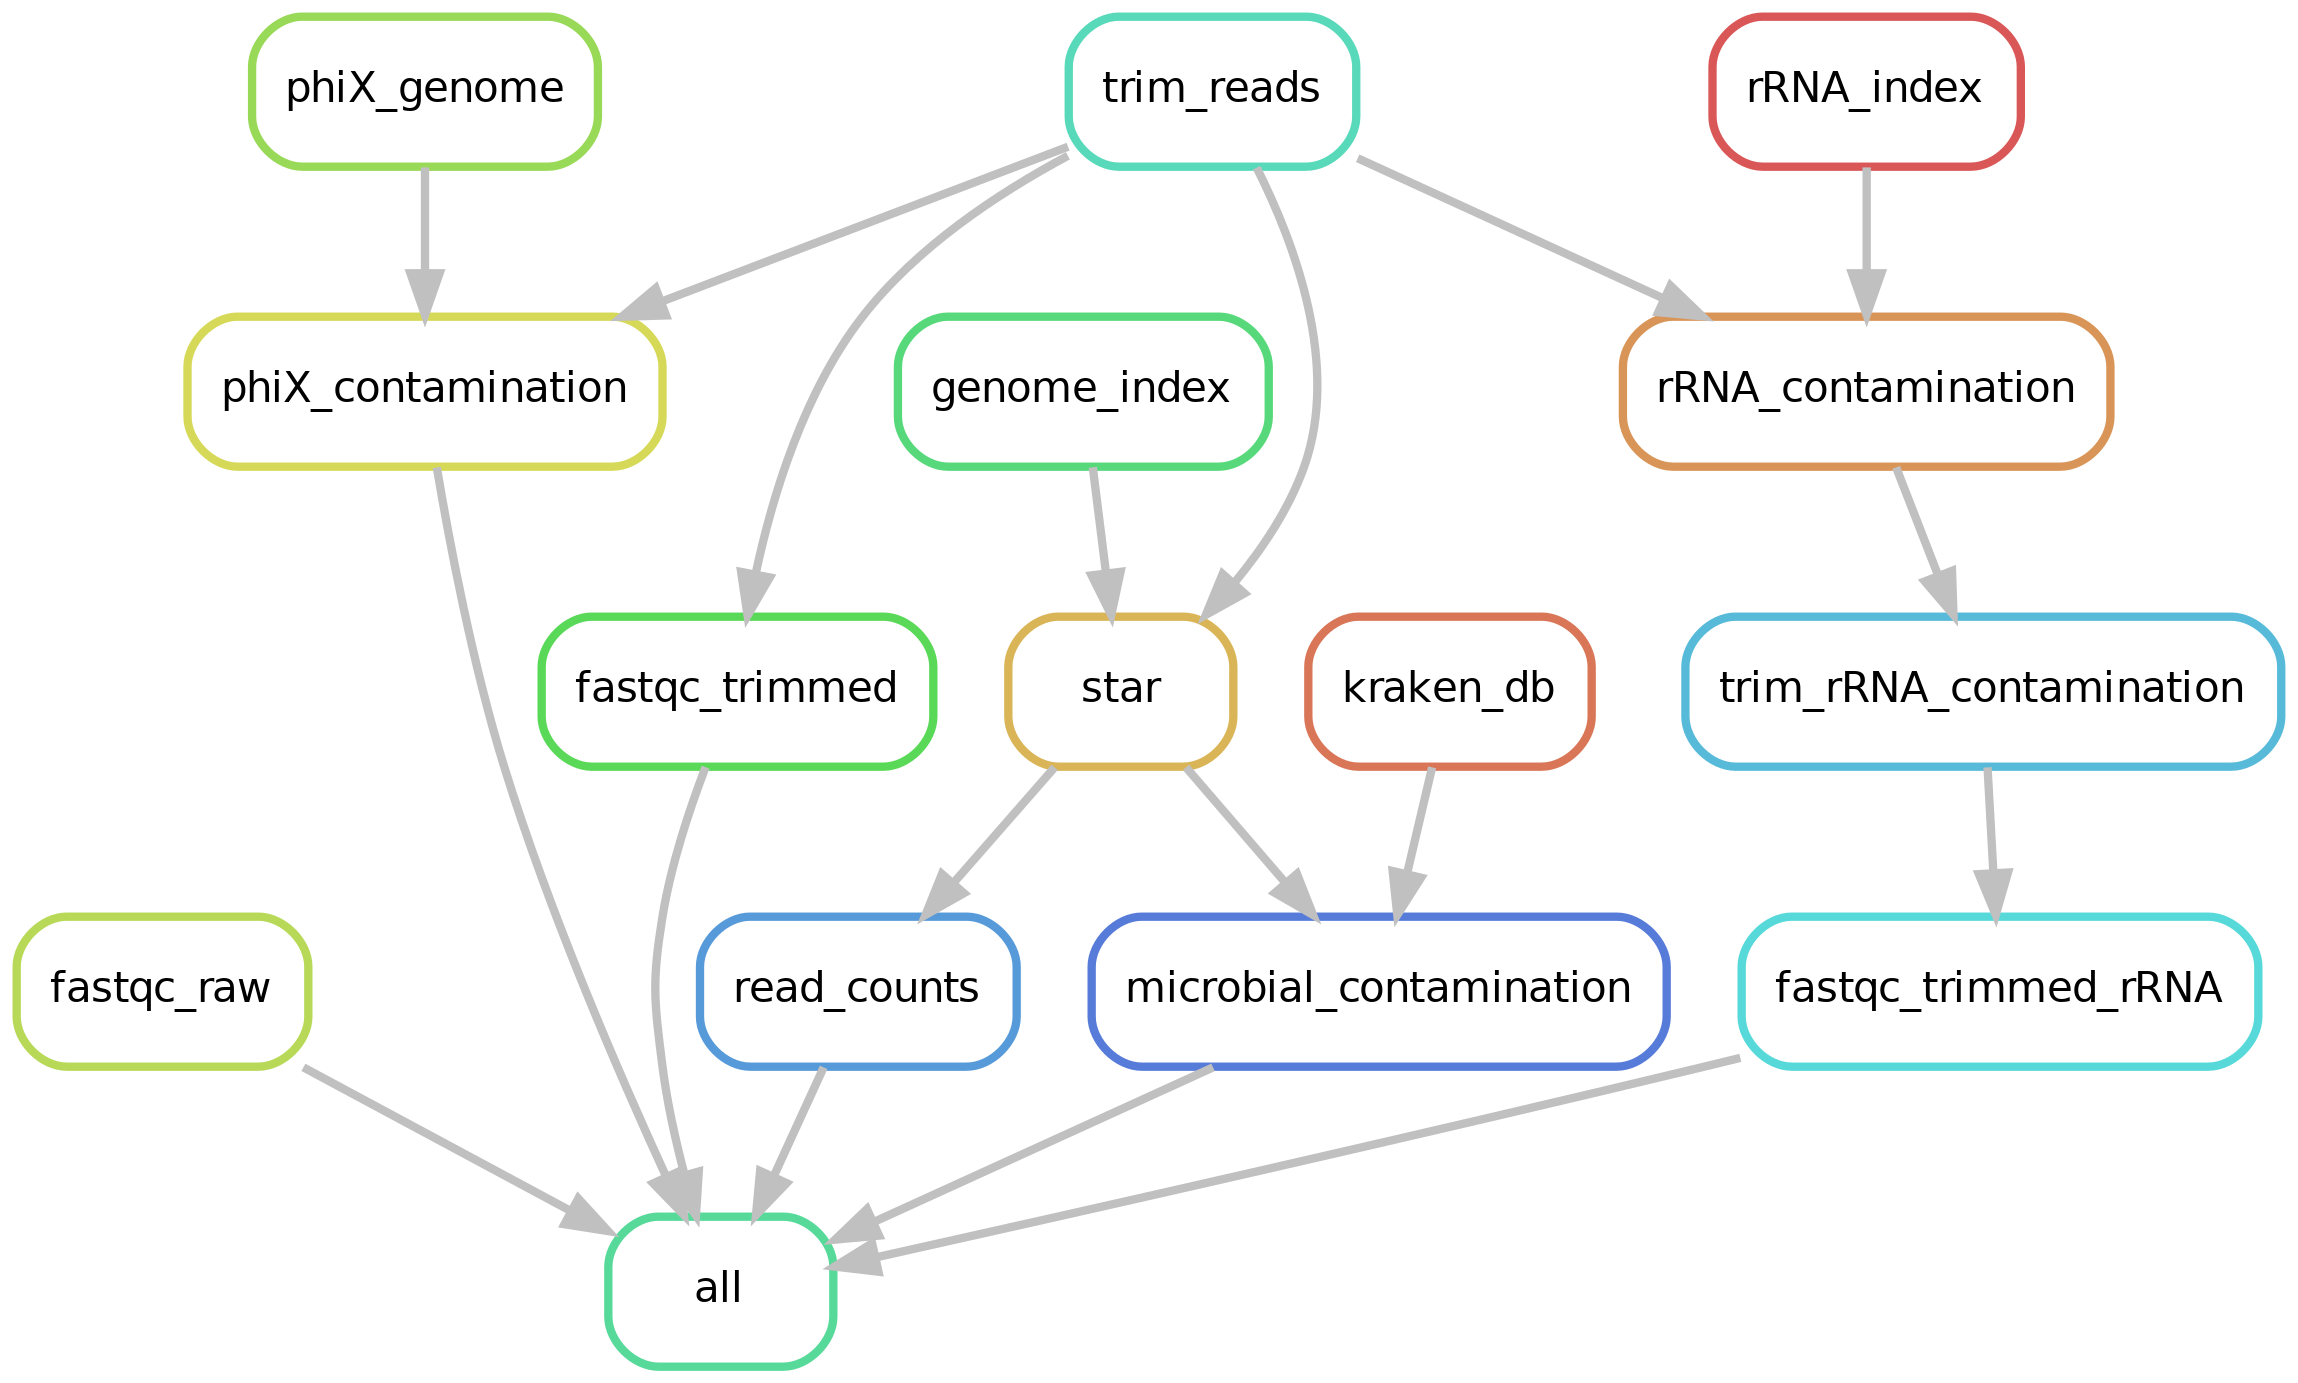 phiX_genome
trim_reads
rRNA_index
phiX_contamination
genome_index
rRNA_contamination
fastqc_trimmed
star
kraken_db
trim_rRNA_contamination
fastqc_raw
read_counts
microbial_contamination
fastqc_trimmed_rRNA
all